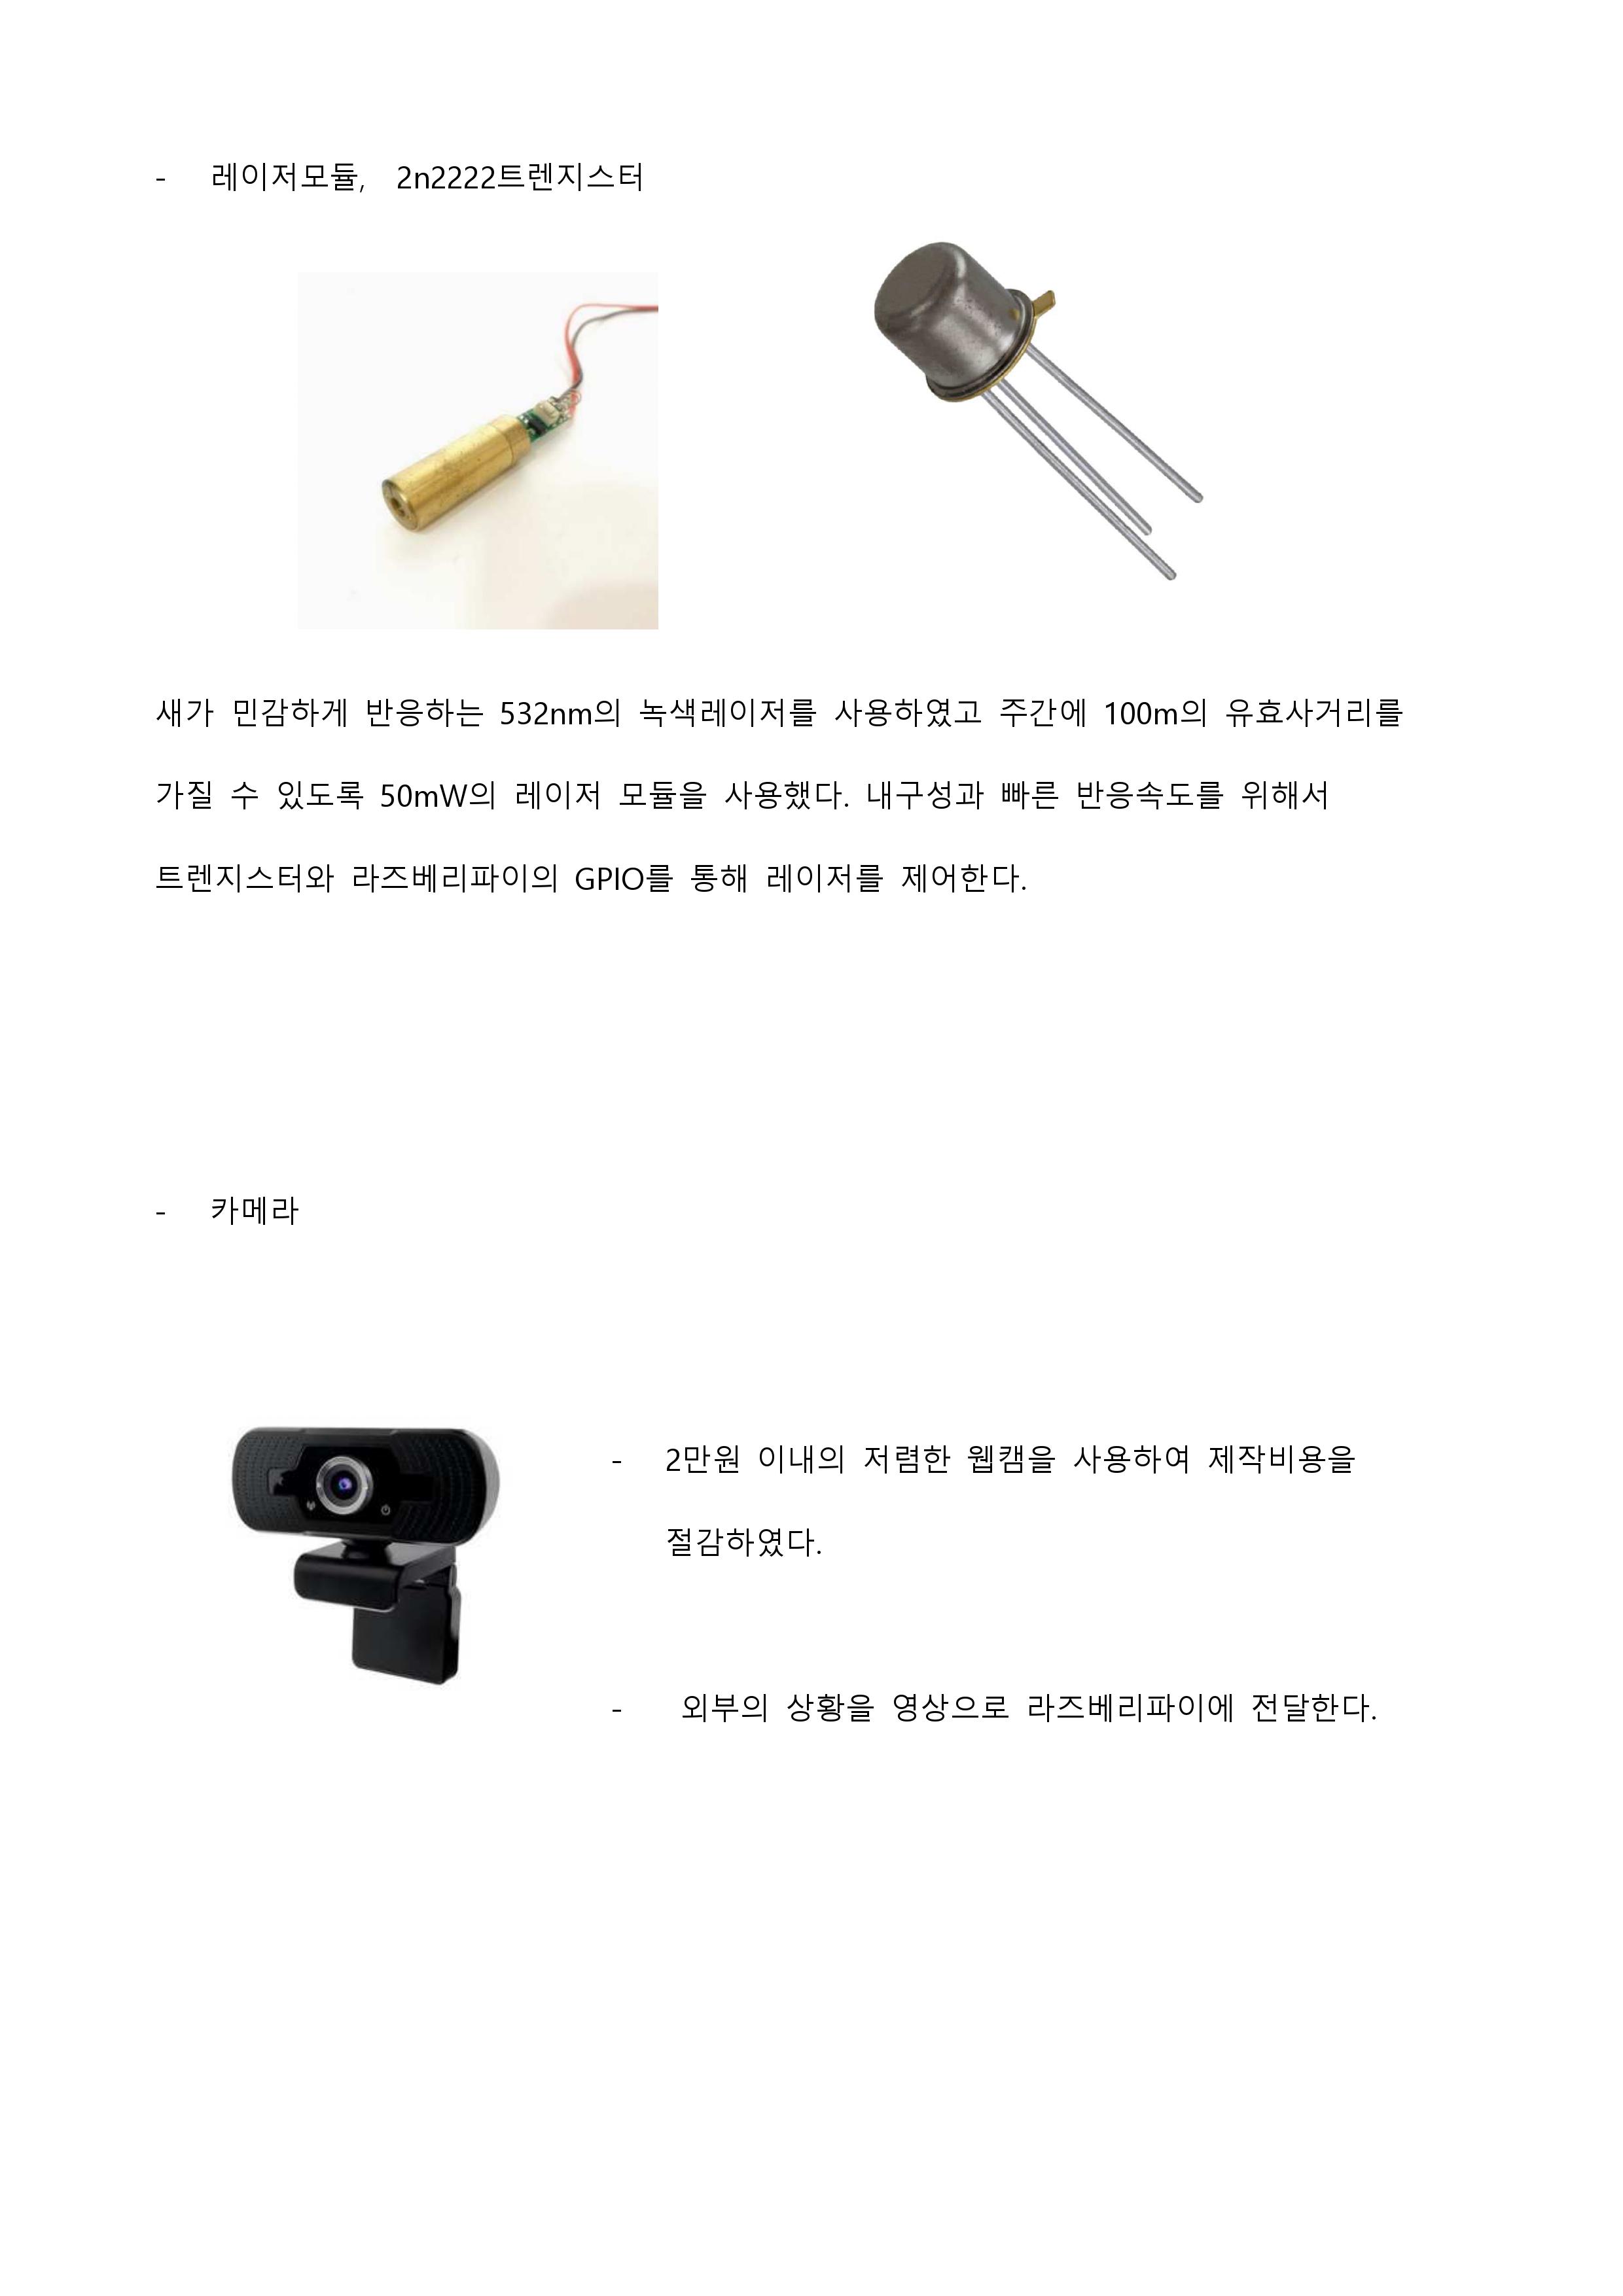 - 레이저모듈, 2n2222트렌지스터
새가 민감하게 반응하는 532nm의 녹색레이저를 사용하였고 주간에 100m의 유효사거리를
가질 수 있도록 50mW의 레이저 모듈을 사용했다. 내구성과 빠른 반응속도를 위해서
트렌지스터와 라즈베리파이의 GPIO를 통해 레이저를 제어한다.
- 카메라
- 2만원 이내의 저렴한 웹캠을 사용하여 제작비용을
절감하였다.
- 외부의 상황을 영상으로 라즈베리파이에 전달한다.